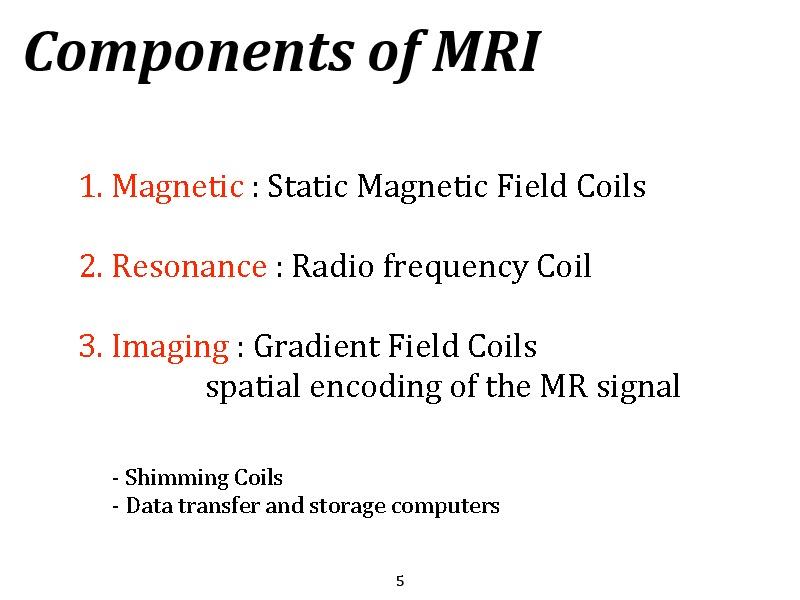 Components of MRI
1. Magnetic : Static Magnetic Field Coils
2. Resonance : Radio frequency Coil
3. Imaging : Gradient Field Coils
spatial encoding of the MR signal
- Shimming Coils
- Data transfer and storage computers
5